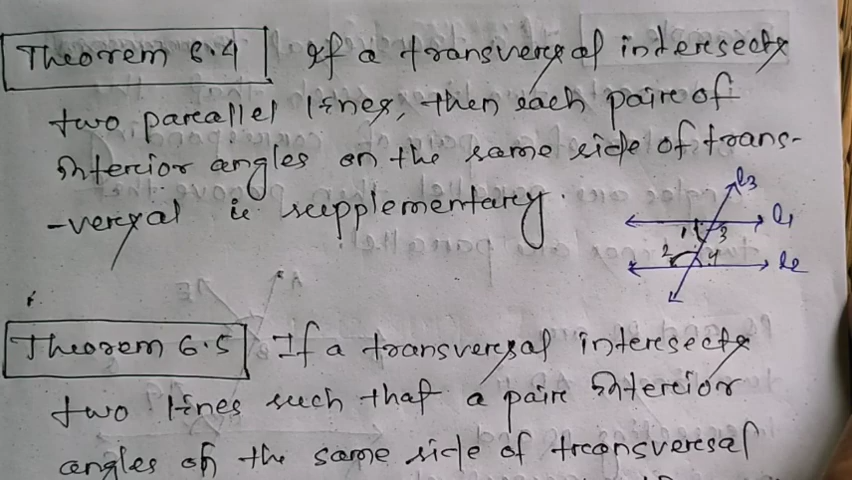 Theorem 6.4 If a transversal intersects
two parallel lines, then each pair of
interior angles on the same side of trans-
-versal is supplementary.
l3
l1
1 3
2 4
l2
Theorem 6.5 If a transversal intersects
two lines such that a pair interior
angles of the same side of transversal